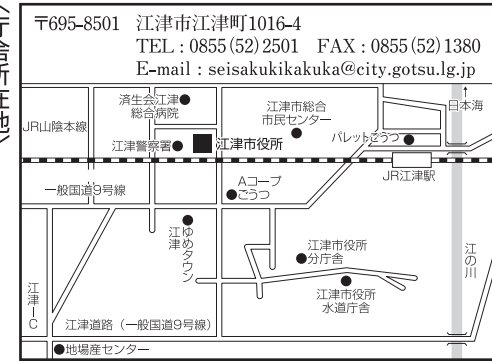 〈庁舎所在地〉
〒695-8501 江津市江津町1016-4
TEL：0855(52)2501 FAX：0855(52)1380
E-mail：seisakukikakuka@city.gotsu.lg.jp
済生会江津
総合病院
江津市総合
市民センター
日本海
JR山陰本線
江津警察署
江津市役所
パレットごうつ
JR江津駅
一般国道9号線
Aコープ
ごうつ
ゆめタウン
江津
江津市役所
分庁舎
江の川
江津市役所
水道庁舎
江津IC
江津道路（一般国道9号線）
地場産センター